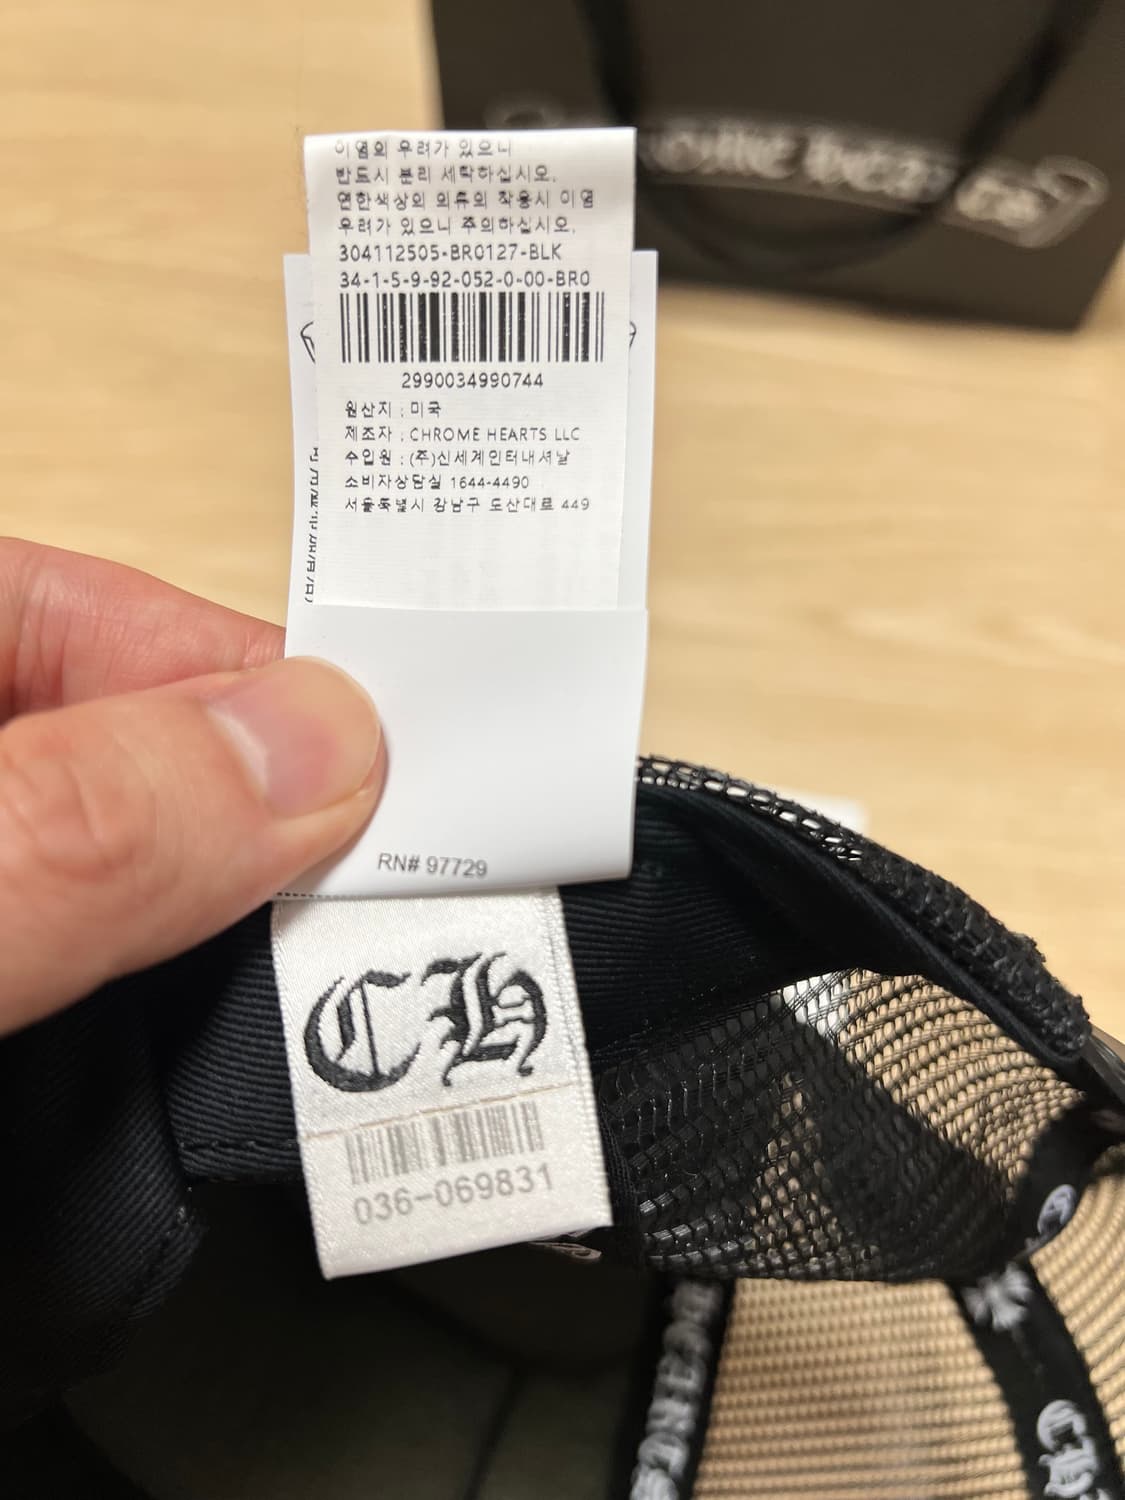 이염의 우려가 있으니
반드시 분리 세탁하십시오.
연한색상의 의류의 착용시 이염
우려가 있으니 주의하십시오.
304112505-BR0127-BLK
34-1-5-9-92-052-0-00-BR0
2990034990744
원산지 : 미국
제조자 : CHROME HEARTS LLC
수입원 : (주)신세계인터내셔날
소비자상담실 1644-4490
서울특별시 강남구 도산대로 449
RN# 97729
CH
036-069831